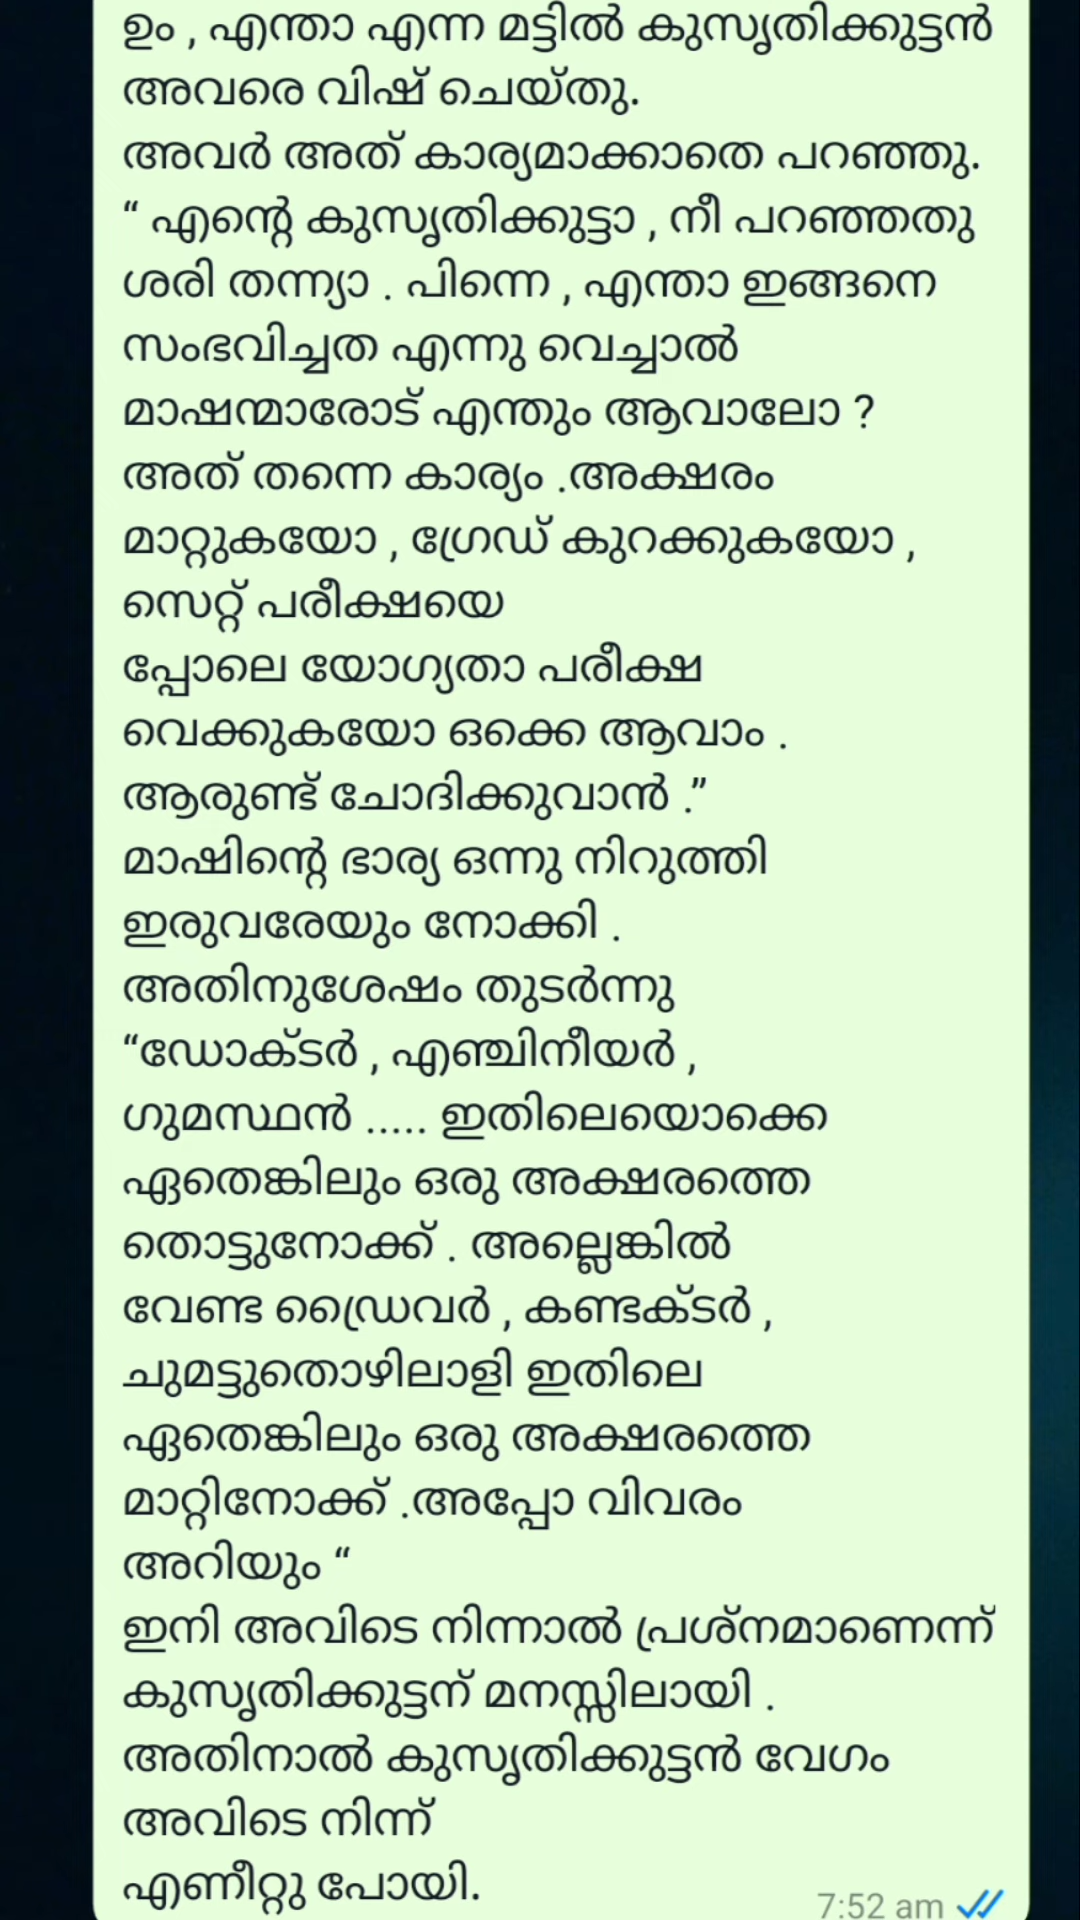 ഉം , എന്താ എന്ന മട്ടിൽ കുസൃതിക്കുട്ടൻ
അവരെ വിഷ് ചെയ്തു.
അവർ അത് കാര്യമാക്കാതെ പറഞ്ഞു.
“ എന്റെ കുസൃതിക്കുട്ടാ , നീ പറഞ്ഞതു
ശരി തന്ന്യാ . പിന്നെ , എന്താ ഇങ്ങനെ
സംഭവിച്ചത എന്നു വെച്ചാൽ
മാഷന്മാരോട് എന്തും ആവാലോ ?
അത് തന്നെ കാര്യം .അക്ഷരം
മാറ്റുകയോ , ഗ്രേഡ് കുറക്കുകയോ ,
സെറ്റ് പരീക്ഷയെ
പ്പോലെ യോഗ്യതാ പരീക്ഷ
വെക്കുകയോ ഒക്കെ ആവാം .
ആരുണ്ട് ചോദിക്കുവാൻ .”
മാഷിന്റെ ഭാര്യ ഒന്നു നിറുത്തി
ഇരുവരേയും നോക്കി .
അതിനുശേഷം തുടർന്നു
“ഡോക്ടർ , എഞ്ചിനീയർ ,
ഗുമസ്ഥൻ ..... ഇതിലെയൊക്കെ
ഏതെങ്കിലും ഒരു അക്ഷരത്തെ
തൊട്ടുനോക്ക് . അല്ലെങ്കിൽ
വേണ്ട ഡ്രൈവർ , കണ്ടക്ടർ ,
ചുമട്ടുതൊഴിലാളി ഇതിലെ
ഏതെങ്കിലും ഒരു അക്ഷരത്തെ
മാറ്റിനോക്ക് .അപ്പോ വിവരം
അറിയും “
ഇനി അവിടെ നിന്നാൽ പ്രശ്നമാണെന്ന്
കുസൃതിക്കുട്ടന് മനസ്സിലായി .
അതിനാൽ കുസൃതിക്കുട്ടൻ വേഗം
അവിടെ നിന്ന്
എണീറ്റു പോയി.
7:52 am